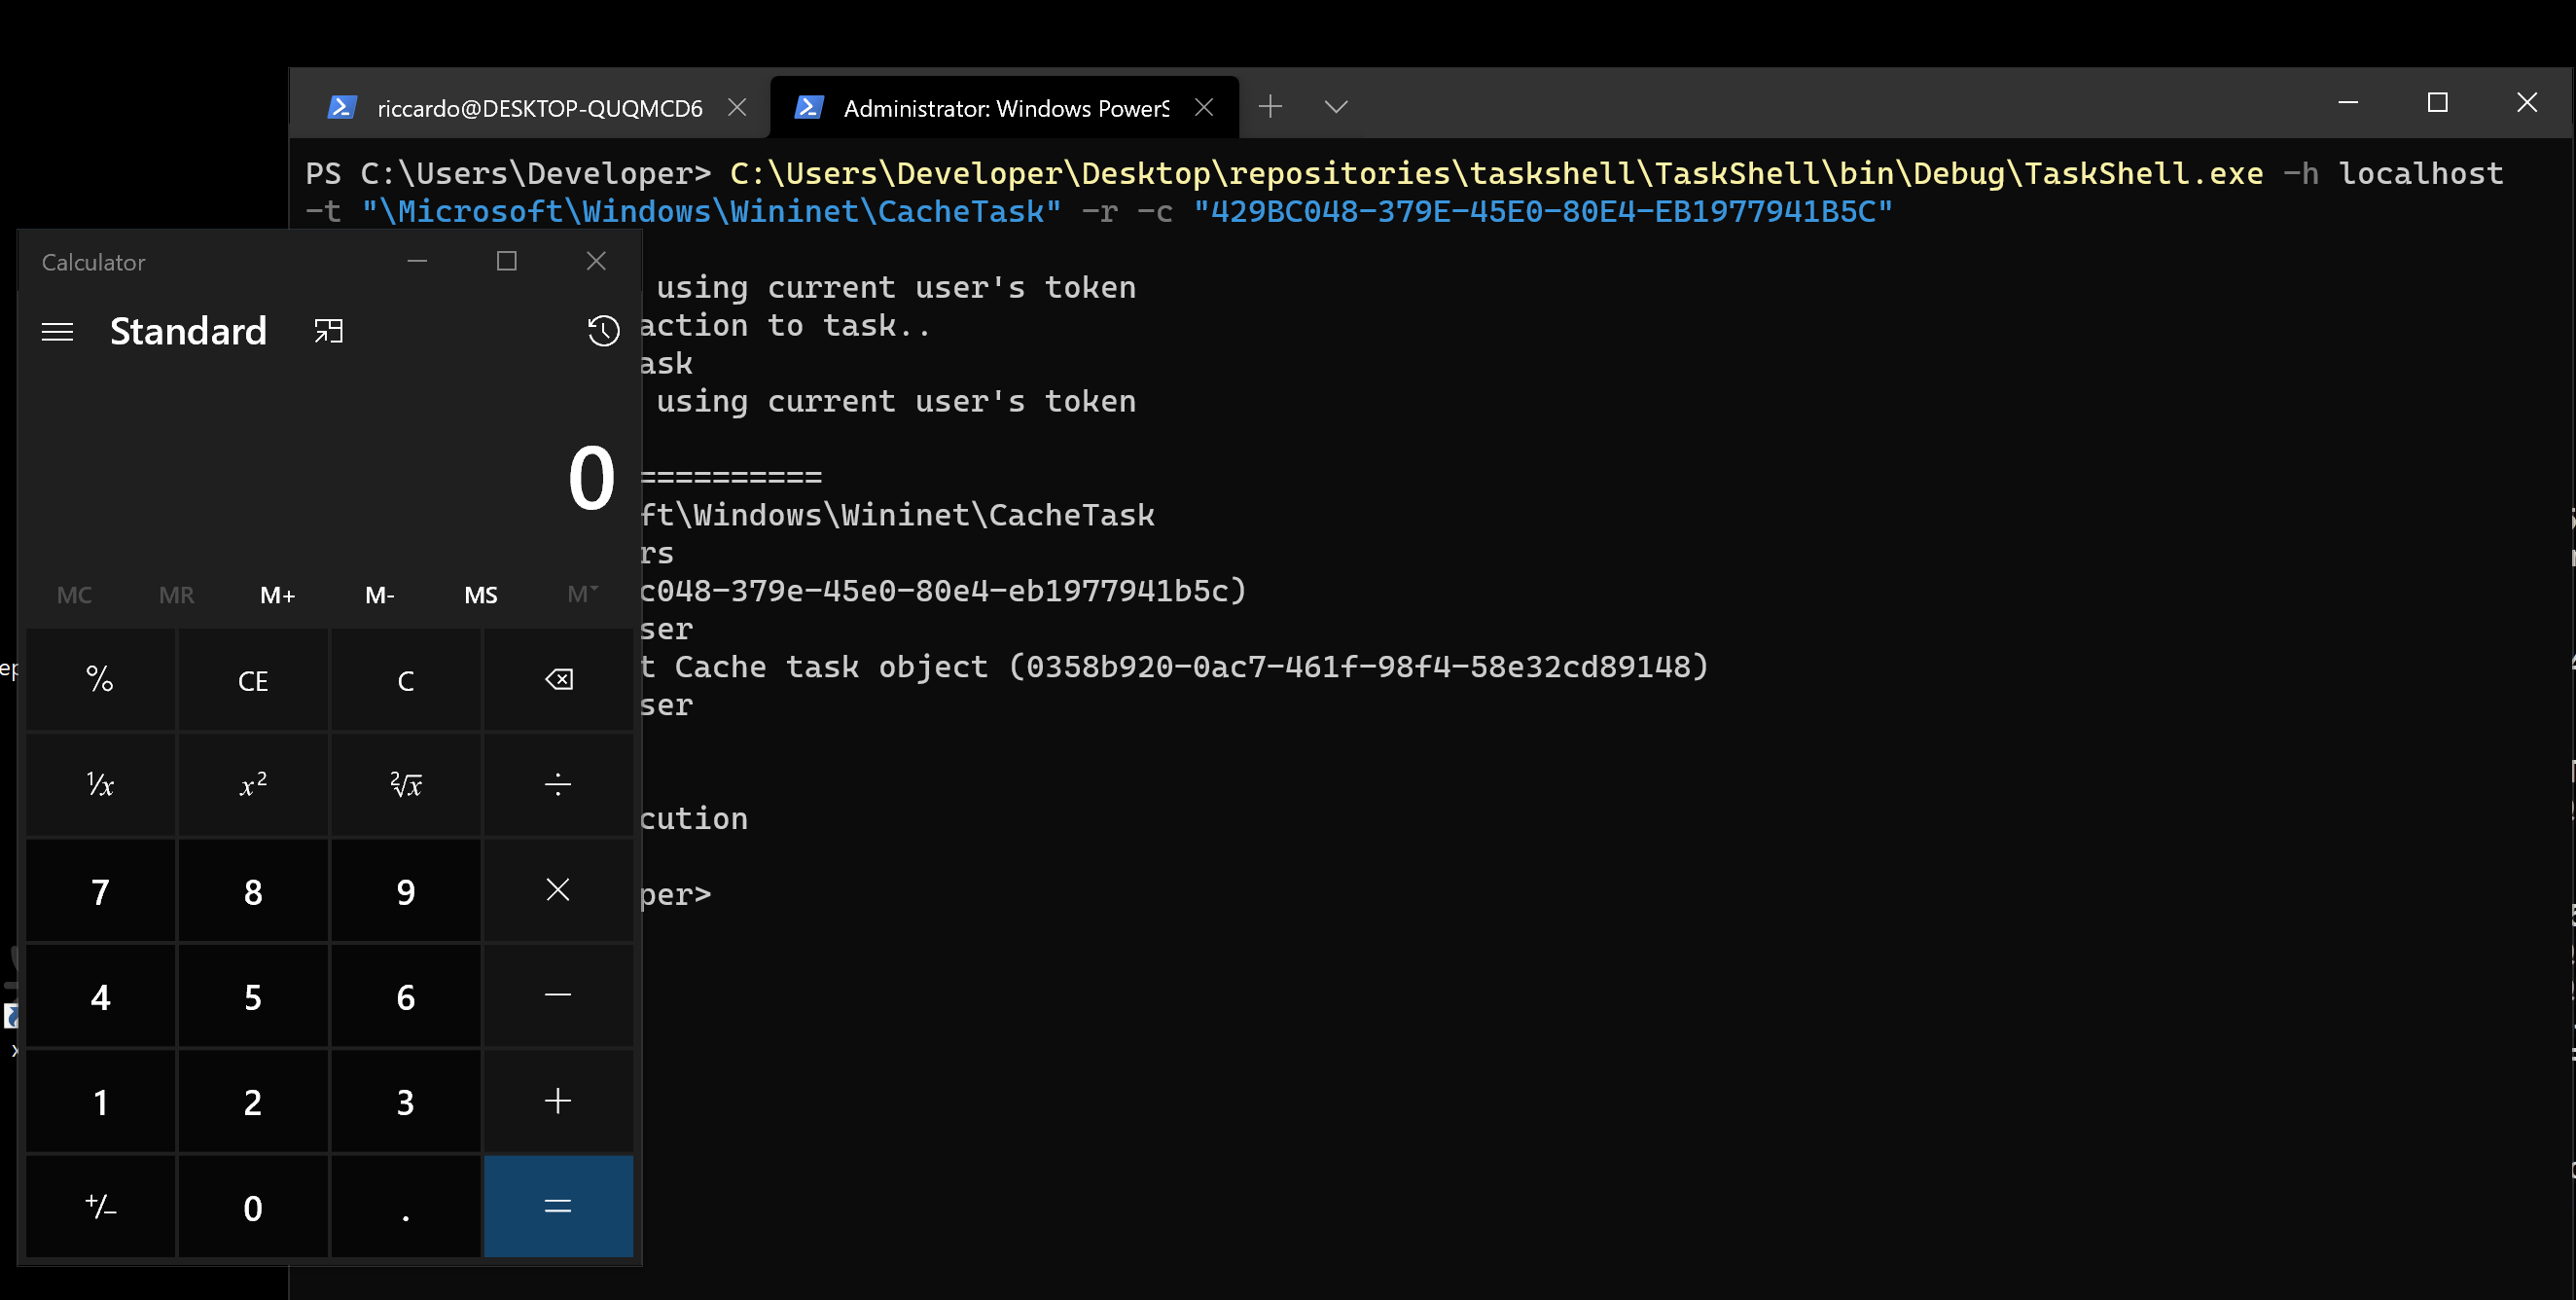 riccardo@DESKTOP-QUQMCD6
Administrator: Windows PowerS
PS C:\Users\Developer> C:\Users\Developer\Desktop\repositories\taskshell\TaskShell\bin\Debug\TaskShell.exe -h localhost
-t "\Microsoft\Windows\Wininet\CacheTask" -r -c "429BC048-379E-45E0-80E4-EB1977941B5C"
using current user's token
action to task..
ask
using current user's token
==========
ft\Windows\Wininet\CacheTask
rs
c048-379e-45e0-80e4-eb1977941b5c)
ser
t Cache task object (0358b920-0ac7-461f-98f4-58e32cd89148)
ser
cution
per>
Calculator
Standard
0
MC MR M+ M- MS M˅
% CE C ⌫
¹/x x² ²√x ÷
7 8 9 ×
4 5 6 −
1 2 3 +
+/− 0 . =